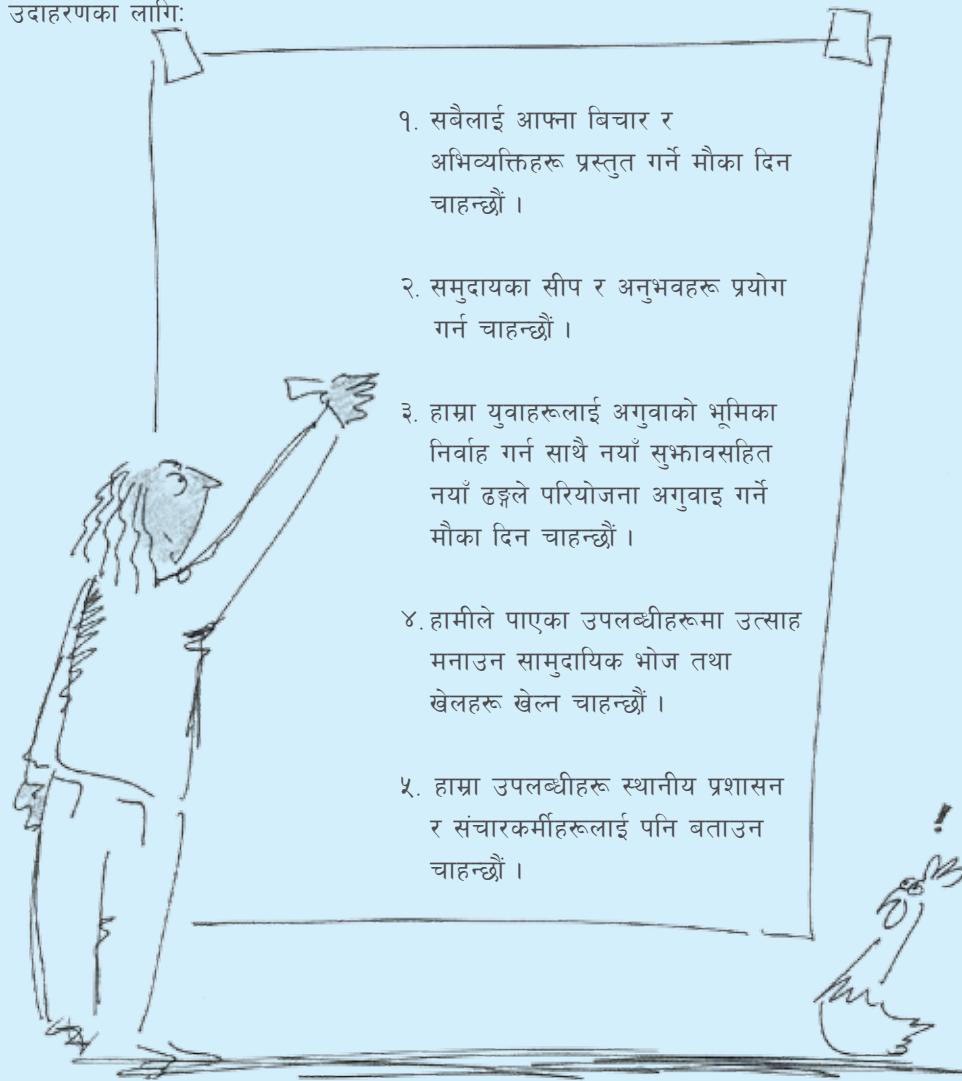 उदाहरणका लागि:
१. सबैलाई आफ्ना बिचार र
अभिव्यक्तिहरू प्रस्तुत गर्ने मौका दिन
चाहन्छौं ।
२. समुदायका सीप र अनुभवहरू प्रयोग
गर्न चाहन्छौं ।
३. हाम्रा युवाहरूलाई अगुवाको भूमिका
निर्वाह गर्न साथै नयाँ सुझावसहित
नयाँ ढङ्गले परियोजना अगुवाइ गर्ने
मौका दिन चाहन्छौं ।
४. हामीले पाएका उपलब्धीहरूमा उत्साह
मनाउन सामुदायिक भोज तथा
खेलहरू खेल्न चाहन्छौं ।
५. हाम्रा उपलब्धीहरू स्थानीय प्रशासन
र संचारकर्मीहरूलाई पनि बताउन
चाहन्छौं ।
!